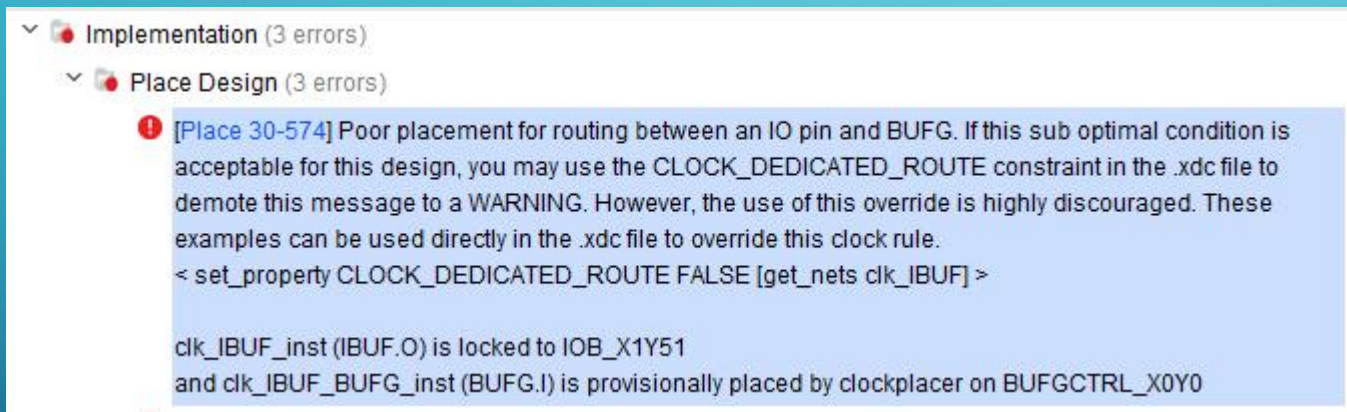 Implementation (3 errors)
Place Design (3 errors)
[Place 30-574] Poor placement for routing between an IO pin and BUFG. If this sub optimal condition is
acceptable for this design, you may use the CLOCK_DEDICATED_ROUTE constraint in the .xdc file to
demote this message to a WARNING. However, the use of this override is highly discouraged. These
examples can be used directly in the .xdc file to override this clock rule.
< set_property CLOCK_DEDICATED_ROUTE FALSE [get_nets clk_IBUF] >
clk_IBUF_inst (IBUF.O) is locked to IOB_X1Y51
and clk_IBUF_BUFG_inst (BUFG.I) is provisionally placed by clockplacer on BUFGCTRL_X0Y0